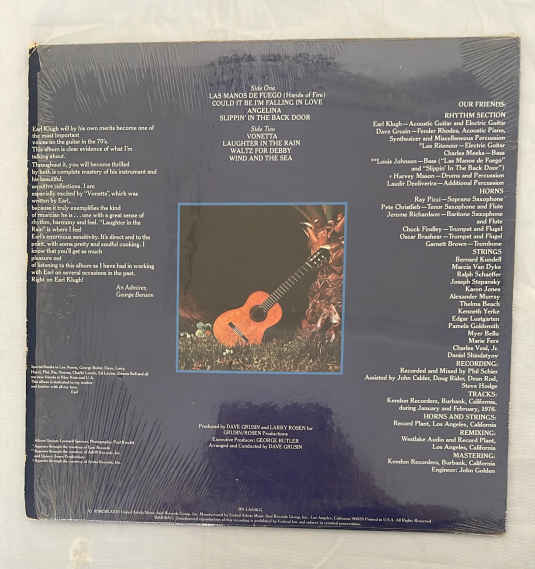 Side One
LAS MANOS DE FUEGO (Hands of Fire)
COULD IT BE I'M FALLING IN LOVE
ANGELINA
SLIPPIN' IN THE BACK DOOR
Side Two
VONETTA
LAUGHTER IN THE RAIN
WALTZ FOR DEBBY
WIND AND THE SEA
Earl Klugh will by his own merits become one of
the most important
voices on the guitar in the 70's.
This album is clear evidence of what I'm
talking about.
Throughout it, you will become thrilled
by both is complete mastery of his instrument and
his beautiful,
sensitive inflections. I am
especially excited by "Vonetta", which was
written by Earl,
because it truly exemplifies the kind
of musician he is . . . one with a great sense of
rhythm, harmony and feel. "Laughter in the
Rain" is where I feel
Earl's enormous sensitivity. It's direct and to the
point, with some pretty and soulful cooking. I
know that you'll get as much
pleasure out
of listening to this album as I have had in working
with Earl on several occasions in the past.
Right on Earl Klugh!
An Admirer,
George Benson
This album is dedicated to my mother
and brother with all my love.
Earl
Produced by DAVE GRUSIN and LARRY ROSEN for
GRUSIN/ROSEN Productions
Executive Producer: GEORGE BUTLER
Arranged and Conducted by DAVE GRUSIN
OUR FRIENDS:
RHYTHM SECTION
Earl Klugh—Acoustic Guitar and Electric Guitar
Dave Grusin—Fender Rhodes, Acoustic Piano,
Synthesizer and Miscellaneous Percussion
*Lee Ritenour—Electric Guitar
Charles Meeks—Bass
**Louis Johnson—Bass ("Las Manos de Fuego"
and "Slippin' In The Back Door")
+ Harvey Mason—Drums and Percussion
Laudir DeOliveira—Additional Percussion
HORNS
Ray Pizzi—Soprano Saxophone
Pete Christlieb—Tenor Saxophone and Flute
Jerome Richardson—Baritone Saxophone
and Flute
Chuck Findley—Trumpet and Flugel
Oscar Brashear—Trumpet and Flugel
Garnett Brown—Trombone
STRINGS
Bernard Kundell
Marcia Van Dyke
Ralph Schaeffer
Joseph Stepansky
Karen Jones
Alexander Murray
Thelma Beach
Kenneth Yerke
Edgar Lustgarten
Pamela Goldsmith
Myer Bello
Marie Fera
Charles Veal, Jr.
Daniel Shindaryov
RECORDING:
Recorded and Mixed by Phil Schier
Assisted by John Calder, Doug Rider, Dean Rod,
Steve Hodge
TRACKS:
Kendun Recorders, Burbank, California,
during January and February, 1976.
HORNS AND STRINGS:
Record Plant, Los Angeles, California
REMIXING:
Westlake Audio and Record Plant,
Los Angeles, California
MASTERING:
Kendun Recorders, Burbank, California
Engineer: John Golden